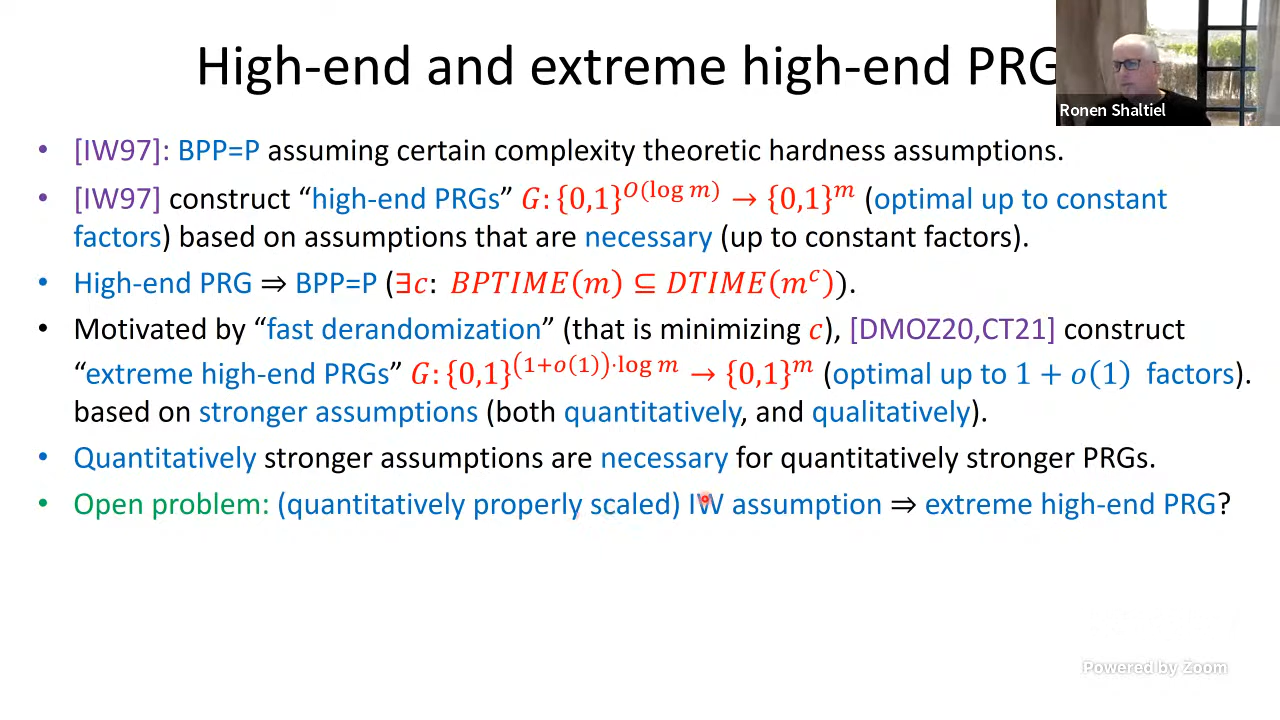 High-end and extreme high-end PRG
Ronen Shaltiel
• [IW97]: BPP=P assuming certain complexity theoretic hardness assumptions.
• [IW97] construct “high-end PRGs” G: {0,1}^{O(log m)} → {0,1}^m (optimal up to constant
factors) based on assumptions that are necessary (up to constant factors).
• High-end PRG ⇒ BPP=P (∃c: BPTIME(m) ⊆ DTIME(m^c)).
• Motivated by “fast derandomization” (that is minimizing c), [DMOZ20,CT21] construct
“extreme high-end PRGs” G: {0,1}^{(1+o(1))·log m} → {0,1}^m (optimal up to 1 + o(1) factors).
based on stronger assumptions (both quantitatively, and qualitatively).
• Quantitatively stronger assumptions are necessary for quantitatively stronger PRGs.
• Open problem: (quantitatively properly scaled) IW assumption ⇒ extreme high-end PRG?
Powered by Zoom